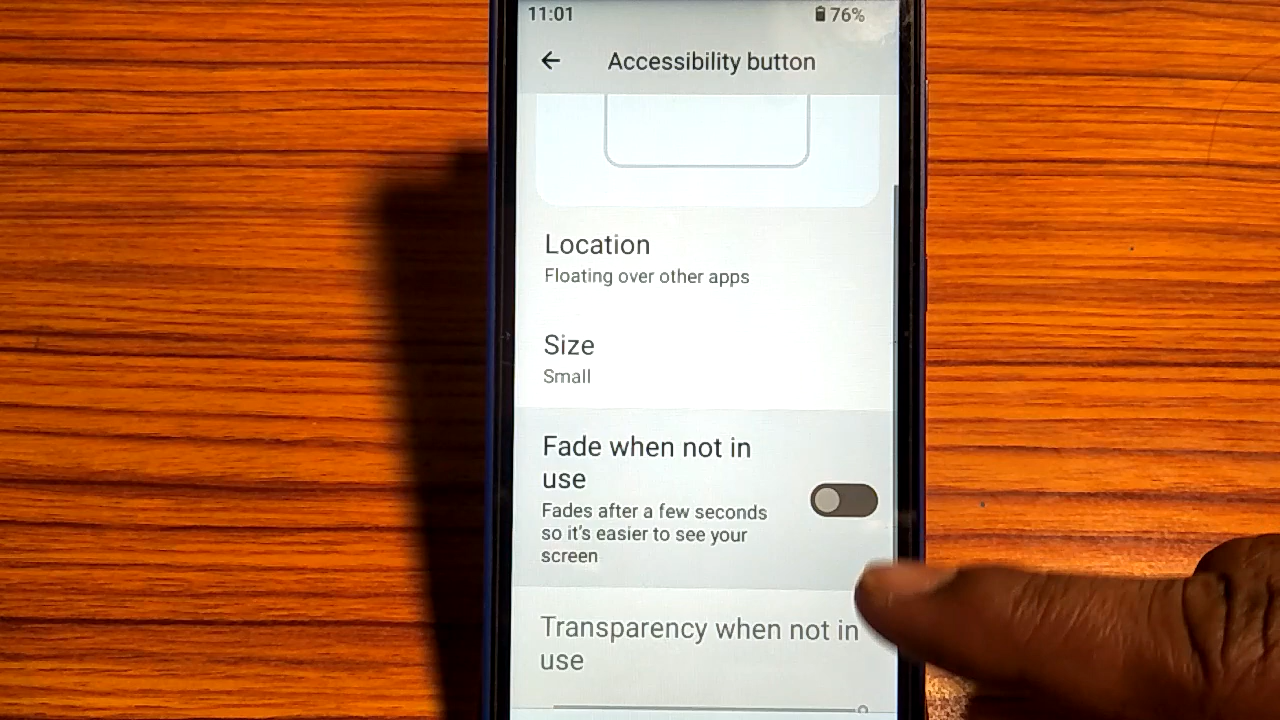 11:01 76%
Accessibility button
Location
Floating over other apps
Size
Small
Fade when not in
use
Fades after a few seconds
so it's easier to see your
screen
Transparency when not in
use